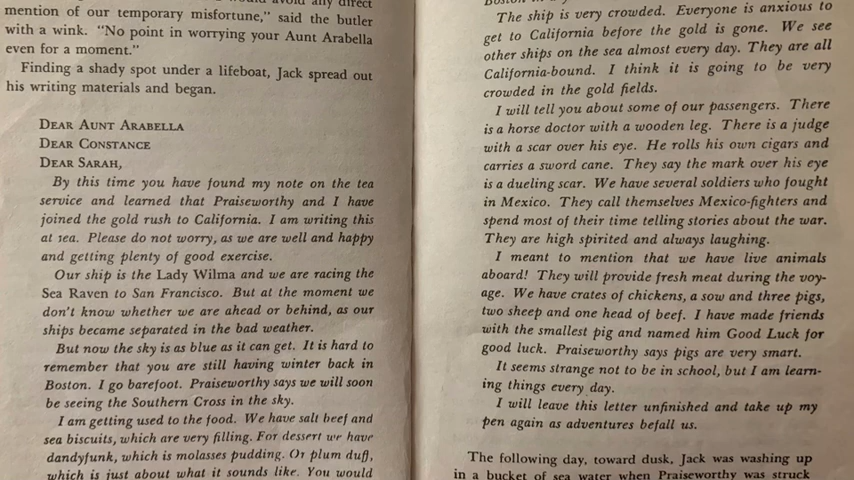 would avoid any direct
mention of our temporary misfortune," said the butler
with a wink. "No point in worrying your Aunt Arabella
even for a moment."
Finding a shady spot under a lifeboat, Jack spread out
his writing materials and began.
DEAR AUNT ARABELLA
DEAR CONSTANCE
DEAR SARAH,
By this time you have found my note on the tea
service and learned that Praiseworthy and I have
joined the gold rush to California. I am writing this
at sea. Please do not worry, as we are well and happy
and getting plenty of good exercise.
Our ship is the Lady Wilma and we are racing the
Sea Raven to San Francisco. But at the moment we
don't know whether we are ahead or behind, as our
ships became separated in the bad weather.
But now the sky is as blue as it can get. It is hard to
remember that you are still having winter back in
Boston. I go barefoot. Praiseworthy says we will soon
be seeing the Southern Cross in the sky.
I am getting used to the food. We have salt beef and
sea biscuits, which are very filling. For dessert we have
dandyfunk, which is molasses pudding. Or plum duff,
which is just about what it sounds like. You would
Boston in
The ship is very crowded. Everyone is anxious to
get to California before the gold is gone. We see
other ships on the sea almost every day. They are all
California-bound. I think it is going to be very
crowded in the gold fields.
I will tell you about some of our passengers. There
is a horse doctor with a wooden leg. There is a judge
with a scar over his eye. He rolls his own cigars and
carries a sword cane. They say the mark over his eye
is a dueling scar. We have several soldiers who fought
in Mexico. They call themselves Mexico-fighters and
spend most of their time telling stories about the war.
They are high spirited and always laughing.
I meant to mention that we have live animals
aboard! They will provide fresh meat during the voy-
age. We have crates of chickens, a sow and three pigs,
two sheep and one head of beef. I have made friends
with the smallest pig and named him Good Luck for
good luck. Praiseworthy says pigs are very smart.
It seems strange not to be in school, but I am learn-
ing things every day.
I will leave this letter unfinished and take up my
pen again as adventures befall us.
The following day, toward dusk, Jack was washing up
in a bucket of sea water when Praiseworthy was struck